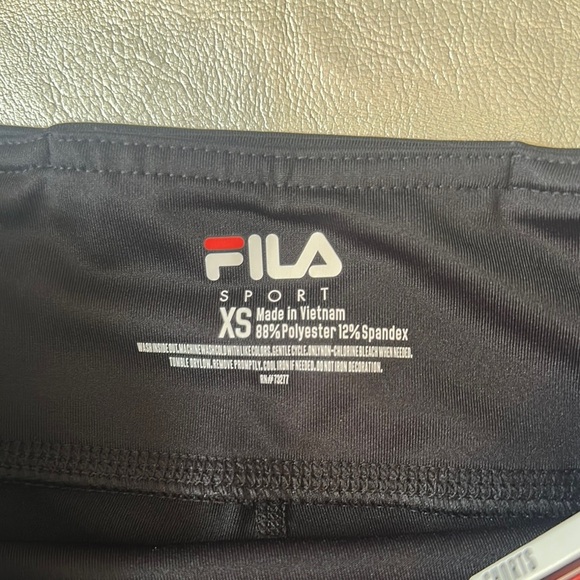 FILA
SPORT
XS Made in Vietnam
88% Polyester 12% Spandex
WASH INSIDE OUT.MACHINE WASH COLD WITH LIKE COLORS. GENTLE CYCLE. ONLY NON-CHLORINE BLEACH WHEN NEEDED.
TUMBLE DRY LOW. REMOVE PROMPTLY. COOL IRON IF NEEDED. DO NOT IRON DECORATION.
RN#73277